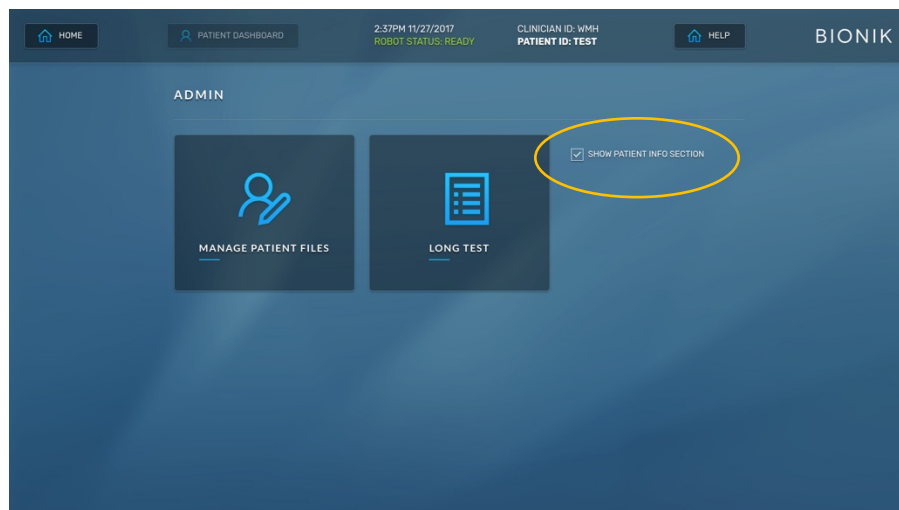 HOME
PATIENT DASHBOARD
2:37PM 11/27/2017
ROBOT STATUS: READY
CLINICIAN ID: WMH
PATIENT ID: TEST
HELP
BIONIK
ADMIN
MANAGE PATIENT FILES
LONG TEST
SHOW PATIENT INFO SECTION